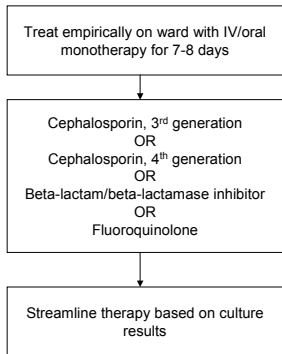 Treat empirically on ward with IV/oral
monotherapy for 7-8 days
Cephalosporin, 3rd generation
OR
Cephalosporin, 4th generation
OR
Beta-lactam/beta-lactamase inhibitor
OR
Fluoroquinolone
Streamline therapy based on culture
results